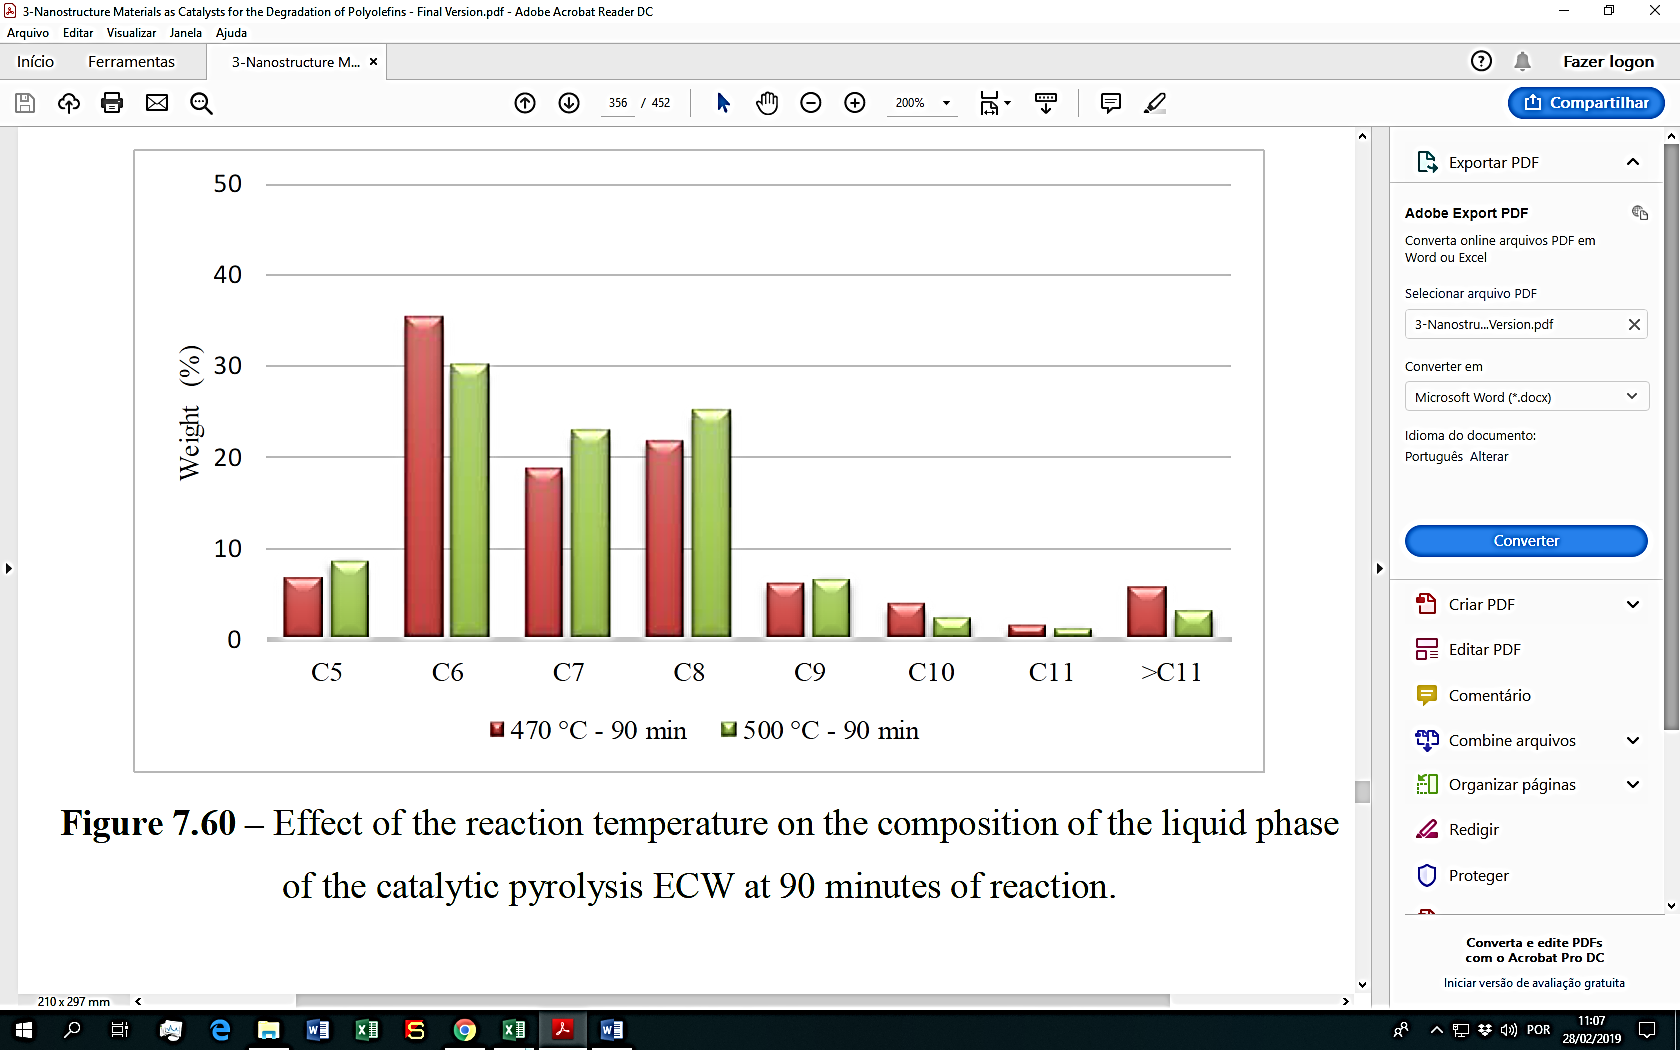 3-Nanostructure Materials as Catalysts for the Degradation of Polyolefins - Final Version.pdf - Adobe Acrobat Reader DC
Arquivo Editar Visualizar Janela Ajuda
Início Ferramentas 3-Nanostructure M... × Fazer logon
356 / 452 200% Compartilhar
50
40
30
20
10
0
Weight (%)
C5 C6 C7 C8 C9 C10 C11 >C11
470 °C - 90 min 500 °C - 90 min
Figure 7.60 – Effect of the reaction temperature on the composition of the liquid phase
of the catalytic pyrolysis ECW at 90 minutes of reaction.
210 x 297 mm
Exportar PDF
Adobe Export PDF
Converta online arquivos PDF em
Word ou Excel
Selecionar arquivo PDF
3-Nanostru...Version.pdf
Converter em
Microsoft Word (*.docx)
Idioma do documento:
Português Alterar
Converter
Criar PDF
Editar PDF
Comentário
Combine arquivos
Organizar páginas
Redigir
Proteger
Converta e edite PDFs
com o Acrobat Pro DC
Iniciar versão de avaliação gratuita
POR
11:07
28/02/2019